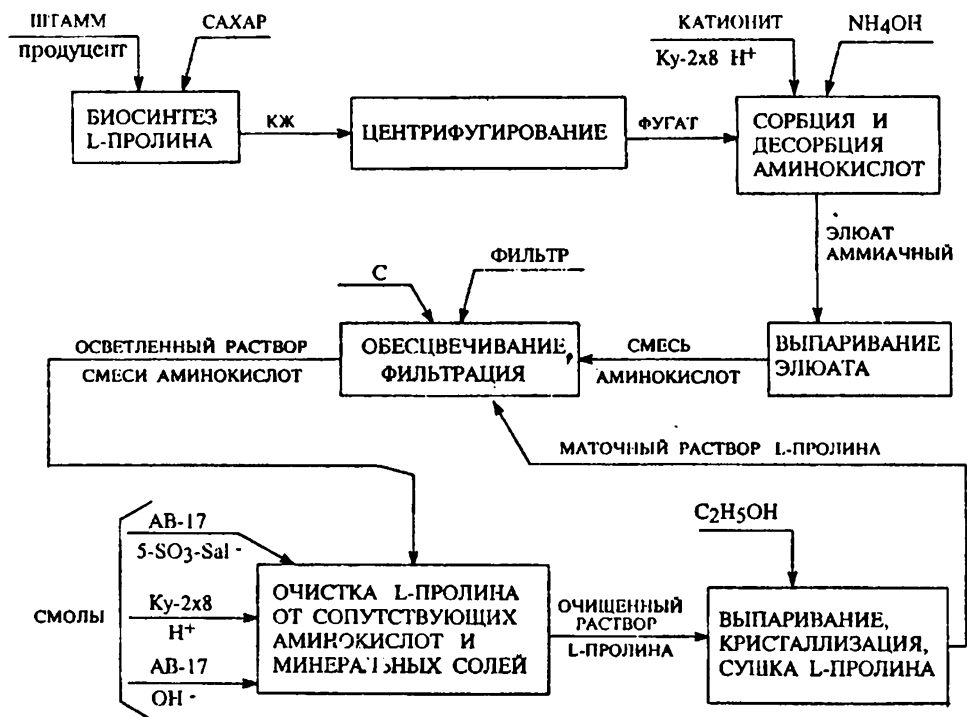 ШТАММ
продуцент
САХАР
КАТИОНИТ
Ку-2х8 H+
NH4OH
БИОСИНТЕЗ
L-ПРОЛИНА
КЖ
ЦЕНТРИФУГИРОВАНИЕ
ФУГАТ
СОРБЦИЯ И
ДЕСОРБЦИЯ
АМИНОКИСЛОТ
ЭЛЮАТ
АММИАЧНЫЙ
С
ФИЛЬТР
ОСВЕТЛЕННЫЙ РАСТВОР
СМЕСИ АМИНОКИСЛОТ
ОБЕСЦВЕЧИВАНИЕ,
ФИЛЬТРАЦИЯ
СМЕСЬ
АМИНОКИСЛОТ
ВЫПАРИВАНИЕ
ЭЛЮАТА
МАТОЧНЫЙ РАСТВОР L-ПРОЛИНА
C2H5OH
СМОЛЫ
АВ-17
5-SO3-Sal -
Ку-2х8
H+
АВ-17
OH -
ОЧИСТКА L-ПРОЛИНА
ОТ СОПУТСТВУЮЩИХ
АМИНОКИСЛОТ И
МИНЕРАЛЬНЫХ СОЛЕЙ
ОЧИЩЕННЫЙ
РАСТВОР
L-ПРОЛИНА
ВЫПАРИВАНИЕ,
КРИСТАЛЛИЗАЦИЯ,
СУШКА L-ПРОЛИНА